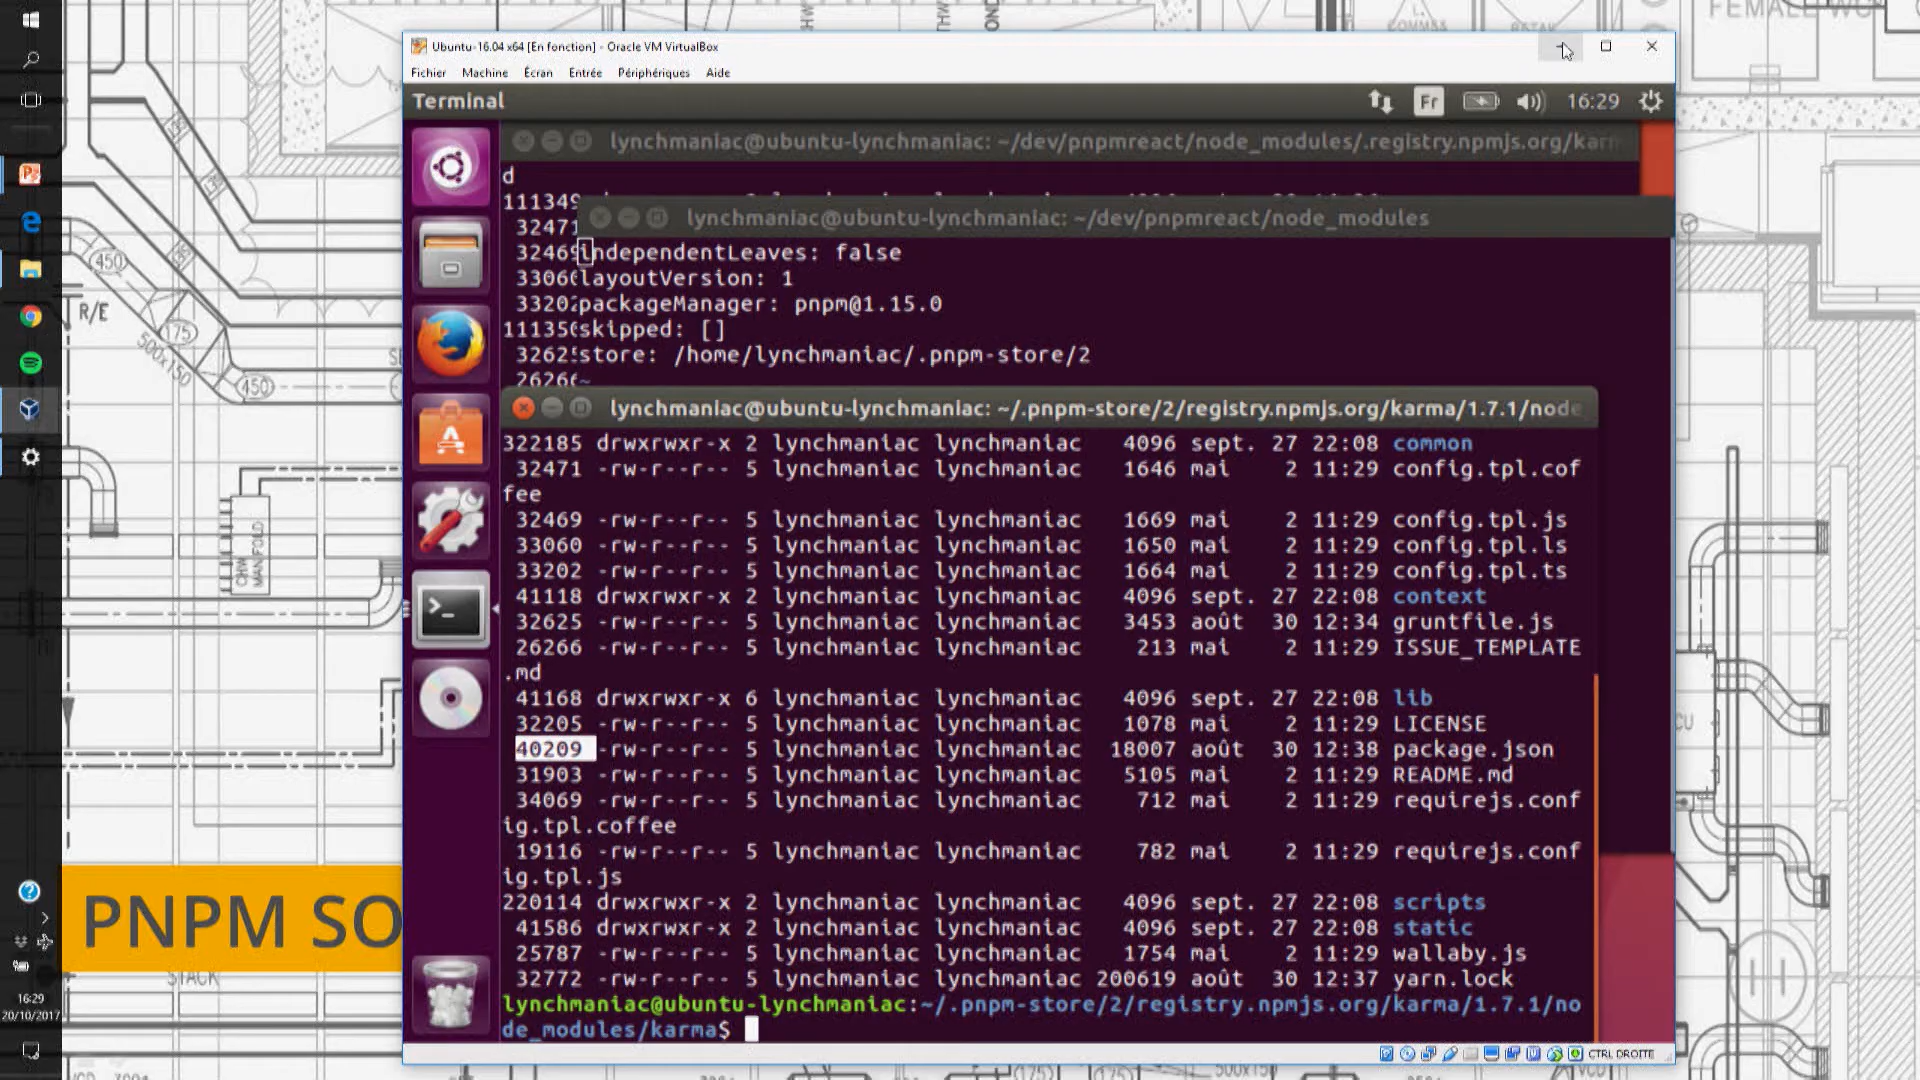 FEMALE
Ubuntu-16.04 x64 [En fonction] - Oracle VM VirtualBox
Fichier Machine Écran Entrée Périphériques Aide
Terminal
Fr
16:29
lynchmaniac@ubuntu-lynchmaniac: ~/dev/pnpmreact/node_modules/.registry.npmjs.org/kar
d
111349
32471
32469
33060
33202
111350
32625
26266
lynchmaniac@ubuntu-lynchmaniac: ~/dev/pnpmreact/node_modules
independentLeaves: false
layoutVersion: 1
packageManager: pnpm@1.15.0
skipped: []
store: /home/lynchmaniac/.pnpm-store/2
~
lynchmaniac@ubuntu-lynchmaniac: ~/.pnpm-store/2/registry.npmjs.org/karma/1.7.1/node
322185 drwxrwxr-x 2 lynchmaniac lynchmaniac 4096 sept. 27 22:08 common
32471 -rw-r--r-- 5 lynchmaniac lynchmaniac 1646 mai 2 11:29 config.tpl.cof
fee
32469 -rw-r--r-- 5 lynchmaniac lynchmaniac 1669 mai 2 11:29 config.tpl.js
33060 -rw-r--r-- 5 lynchmaniac lynchmaniac 1650 mai 2 11:29 config.tpl.ls
33202 -rw-r--r-- 5 lynchmaniac lynchmaniac 1664 mai 2 11:29 config.tpl.ts
41118 drwxrwxr-x 2 lynchmaniac lynchmaniac 4096 sept. 27 22:08 context
32625 -rw-r--r-- 5 lynchmaniac lynchmaniac 3453 août 30 12:34 gruntfile.js
26266 -rw-r--r-- 5 lynchmaniac lynchmaniac 213 mai 2 11:29 ISSUE_TEMPLATE
.md
41168 drwxrwxr-x 6 lynchmaniac lynchmaniac 4096 sept. 27 22:08 lib
32205 -rw-r--r-- 5 lynchmaniac lynchmaniac 1078 mai 2 11:29 LICENSE
40209 -rw-r--r-- 5 lynchmaniac lynchmaniac 18007 août 30 12:38 package.json
31903 -rw-r--r-- 5 lynchmaniac lynchmaniac 5105 mai 2 11:29 README.md
34069 -rw-r--r-- 5 lynchmaniac lynchmaniac 712 mai 2 11:29 requirejs.conf
ig.tpl.coffee
19116 -rw-r--r-- 5 lynchmaniac lynchmaniac 782 mai 2 11:29 requirejs.conf
ig.tpl.js
220114 drwxrwxr-x 2 lynchmaniac lynchmaniac 4096 sept. 27 22:08 scripts
41586 drwxrwxr-x 2 lynchmaniac lynchmaniac 4096 sept. 27 22:08 static
25787 -rw-r--r-- 5 lynchmaniac lynchmaniac 1754 mai 2 11:29 wallaby.js
32772 -rw-r--r-- 5 lynchmaniac lynchmaniac 200619 août 30 12:37 yarn.lock
lynchmaniac@ubuntu-lynchmaniac:~/.pnpm-store/2/registry.npmjs.org/karma/1.7.1/no
de_modules/karma$
CTRL DROITE
450
R/E
175
500x150
450
CHW
MANIFOLD
PNPM SO
STACK
16:29
20/10/2017